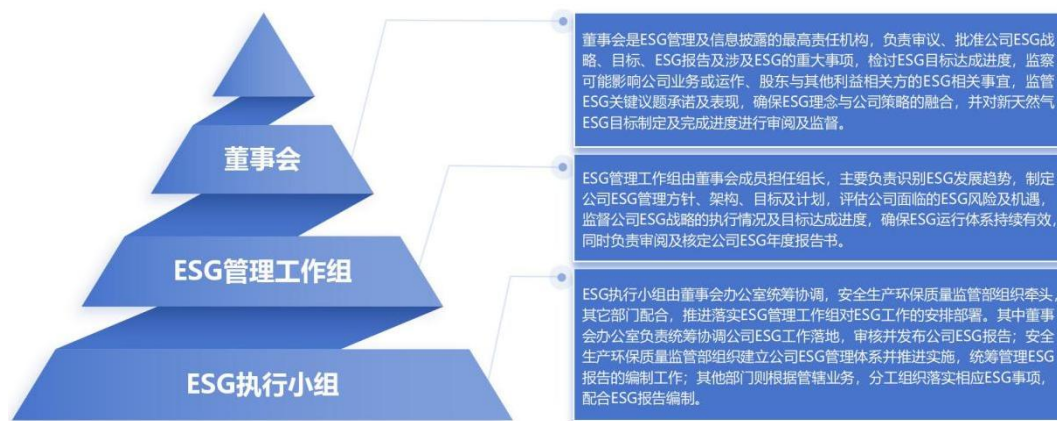 董事会
董事会是ESG管理及信息披露的最高责任机构，负责审议、批准公司ESG战
略、目标、ESG报告及涉及ESG的重大事项，检讨ESG目标达成进度，监察
可能影响公司业务或运作、股东与其他利益相关方的ESG相关事宜，监管
ESG关键议题承诺及表现，确保ESG理念与公司策略的融合，并对新天然气
ESG目标制定及完成进度进行审阅及监督。
ESG管理工作组
ESG管理工作组由董事会成员担任组长，主要负责识别ESG发展趋势，制定
公司ESG管理方针、架构、目标及计划，评估公司面临的ESG风险及机遇，
监督公司ESG战略的执行情况及目标达成进度，确保ESG运行体系持续有效，
同时负责审阅及核定公司ESG年度报告书。
ESG执行小组
ESG执行小组由董事会办公室统筹协调，安全生产环保质量监管部组织牵头，
其它部门配合，推进落实ESG管理工作组对ESG工作的安排部署。其中董事
会办公室负责统筹协调公司ESG工作落地，审核并发布公司ESG报告；安全
生产环保质量监管部组织建立公司ESG管理体系并推进实施，统筹管理ESG
报告的编制工作；其他部门则根据管辖业务，分工组织落实相应ESG事项，
配合ESG报告编制。